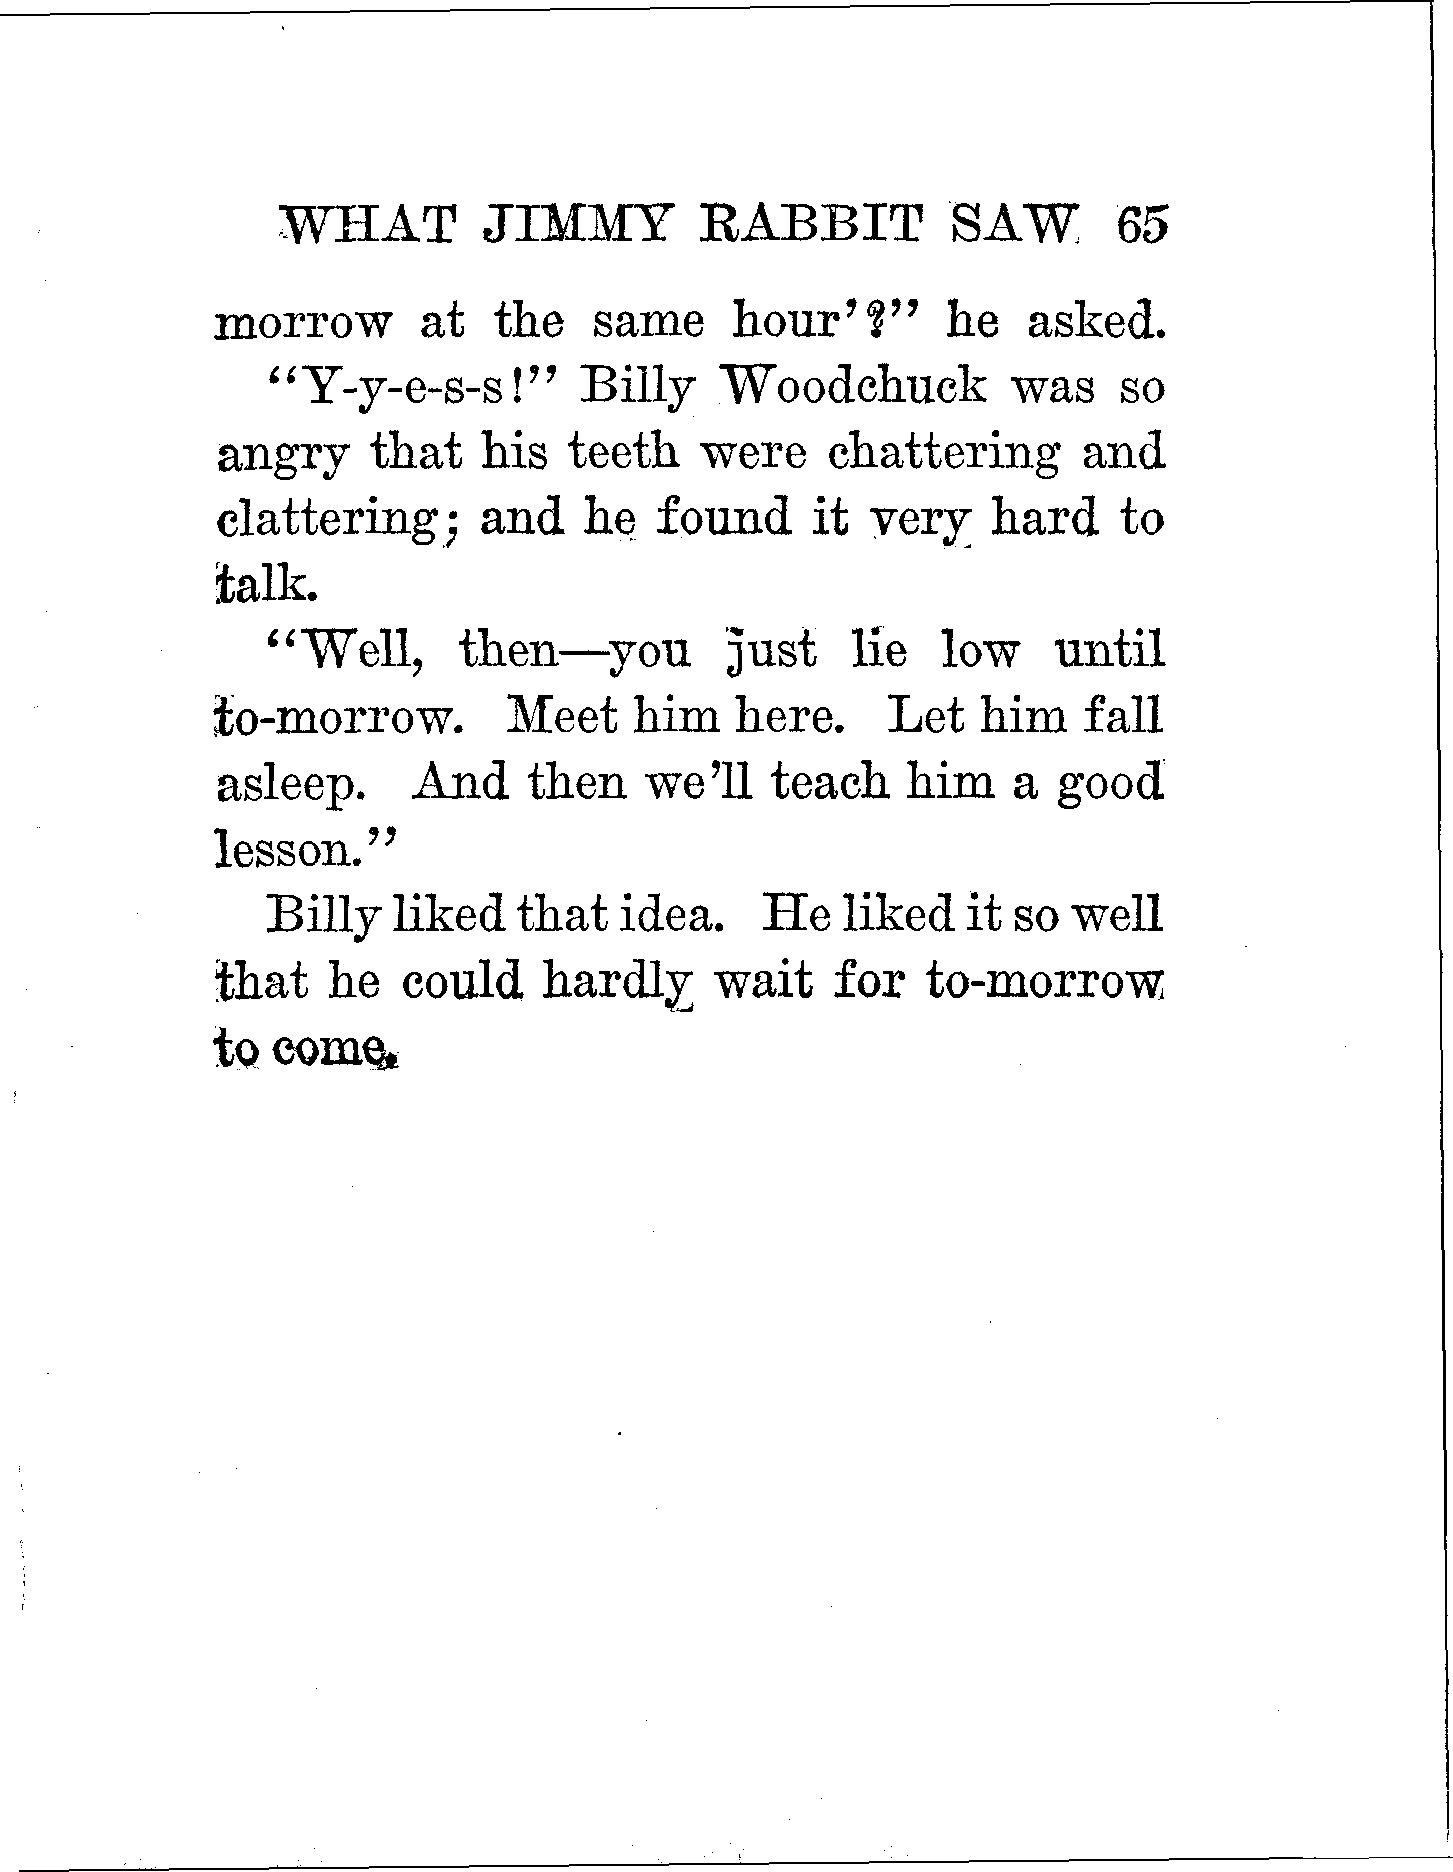 WHAT JIMMY RABBIT SAW 65
morrow at the same hour'?" he asked.
"Y-y-e-s-s!" Billy Woodchuck was so
angry that his teeth were chattering and
clattering; and he found it very hard to
talk.
"Well, then—you just lie low until
to-morrow. Meet him here. Let him fall
asleep. And then we'll teach him a good
lesson."
Billy liked that idea. He liked it so well
that he could hardly wait for to-morrow
to come.